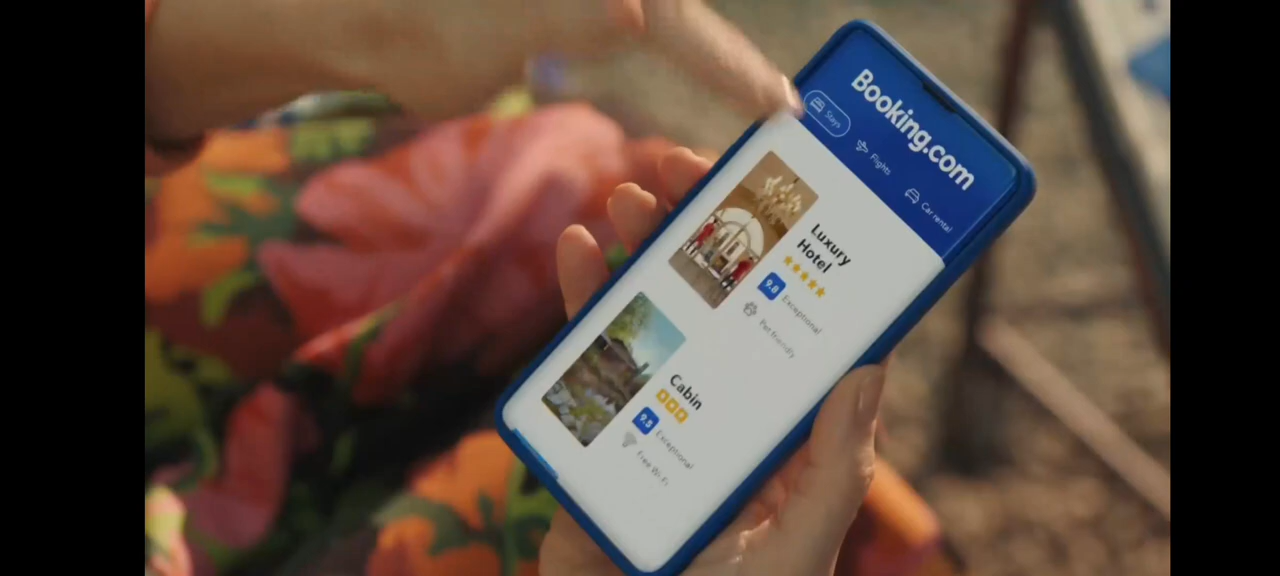 Booking.com
Stays
Flights
Car rental
Luxury
Hotel
9.8 Exceptional
Pet friendly
Cabin
9.5 Exceptional
Free Wi-Fi